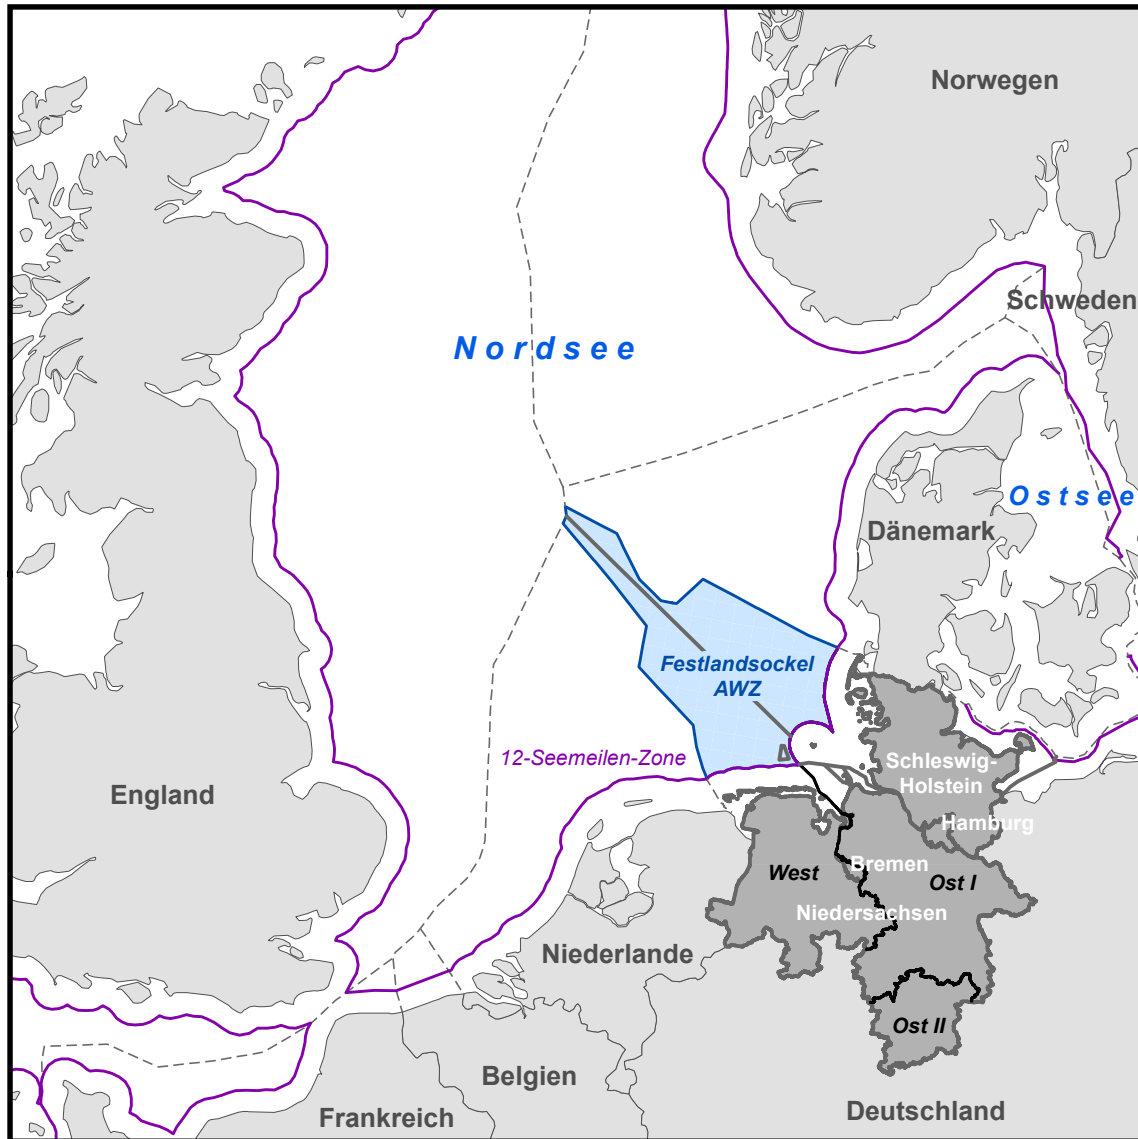 Norwegen
Schweden
Nordsee
Ostsee
Dänemark
Festlandsockel
AWZ
12-Seemeilen-Zone
Schleswig-
Holstein
England
Hamburg
Bremen
West
Ost I
Niedersachsen
Niederlande
Ost II
Belgien
Frankreich
Deutschland